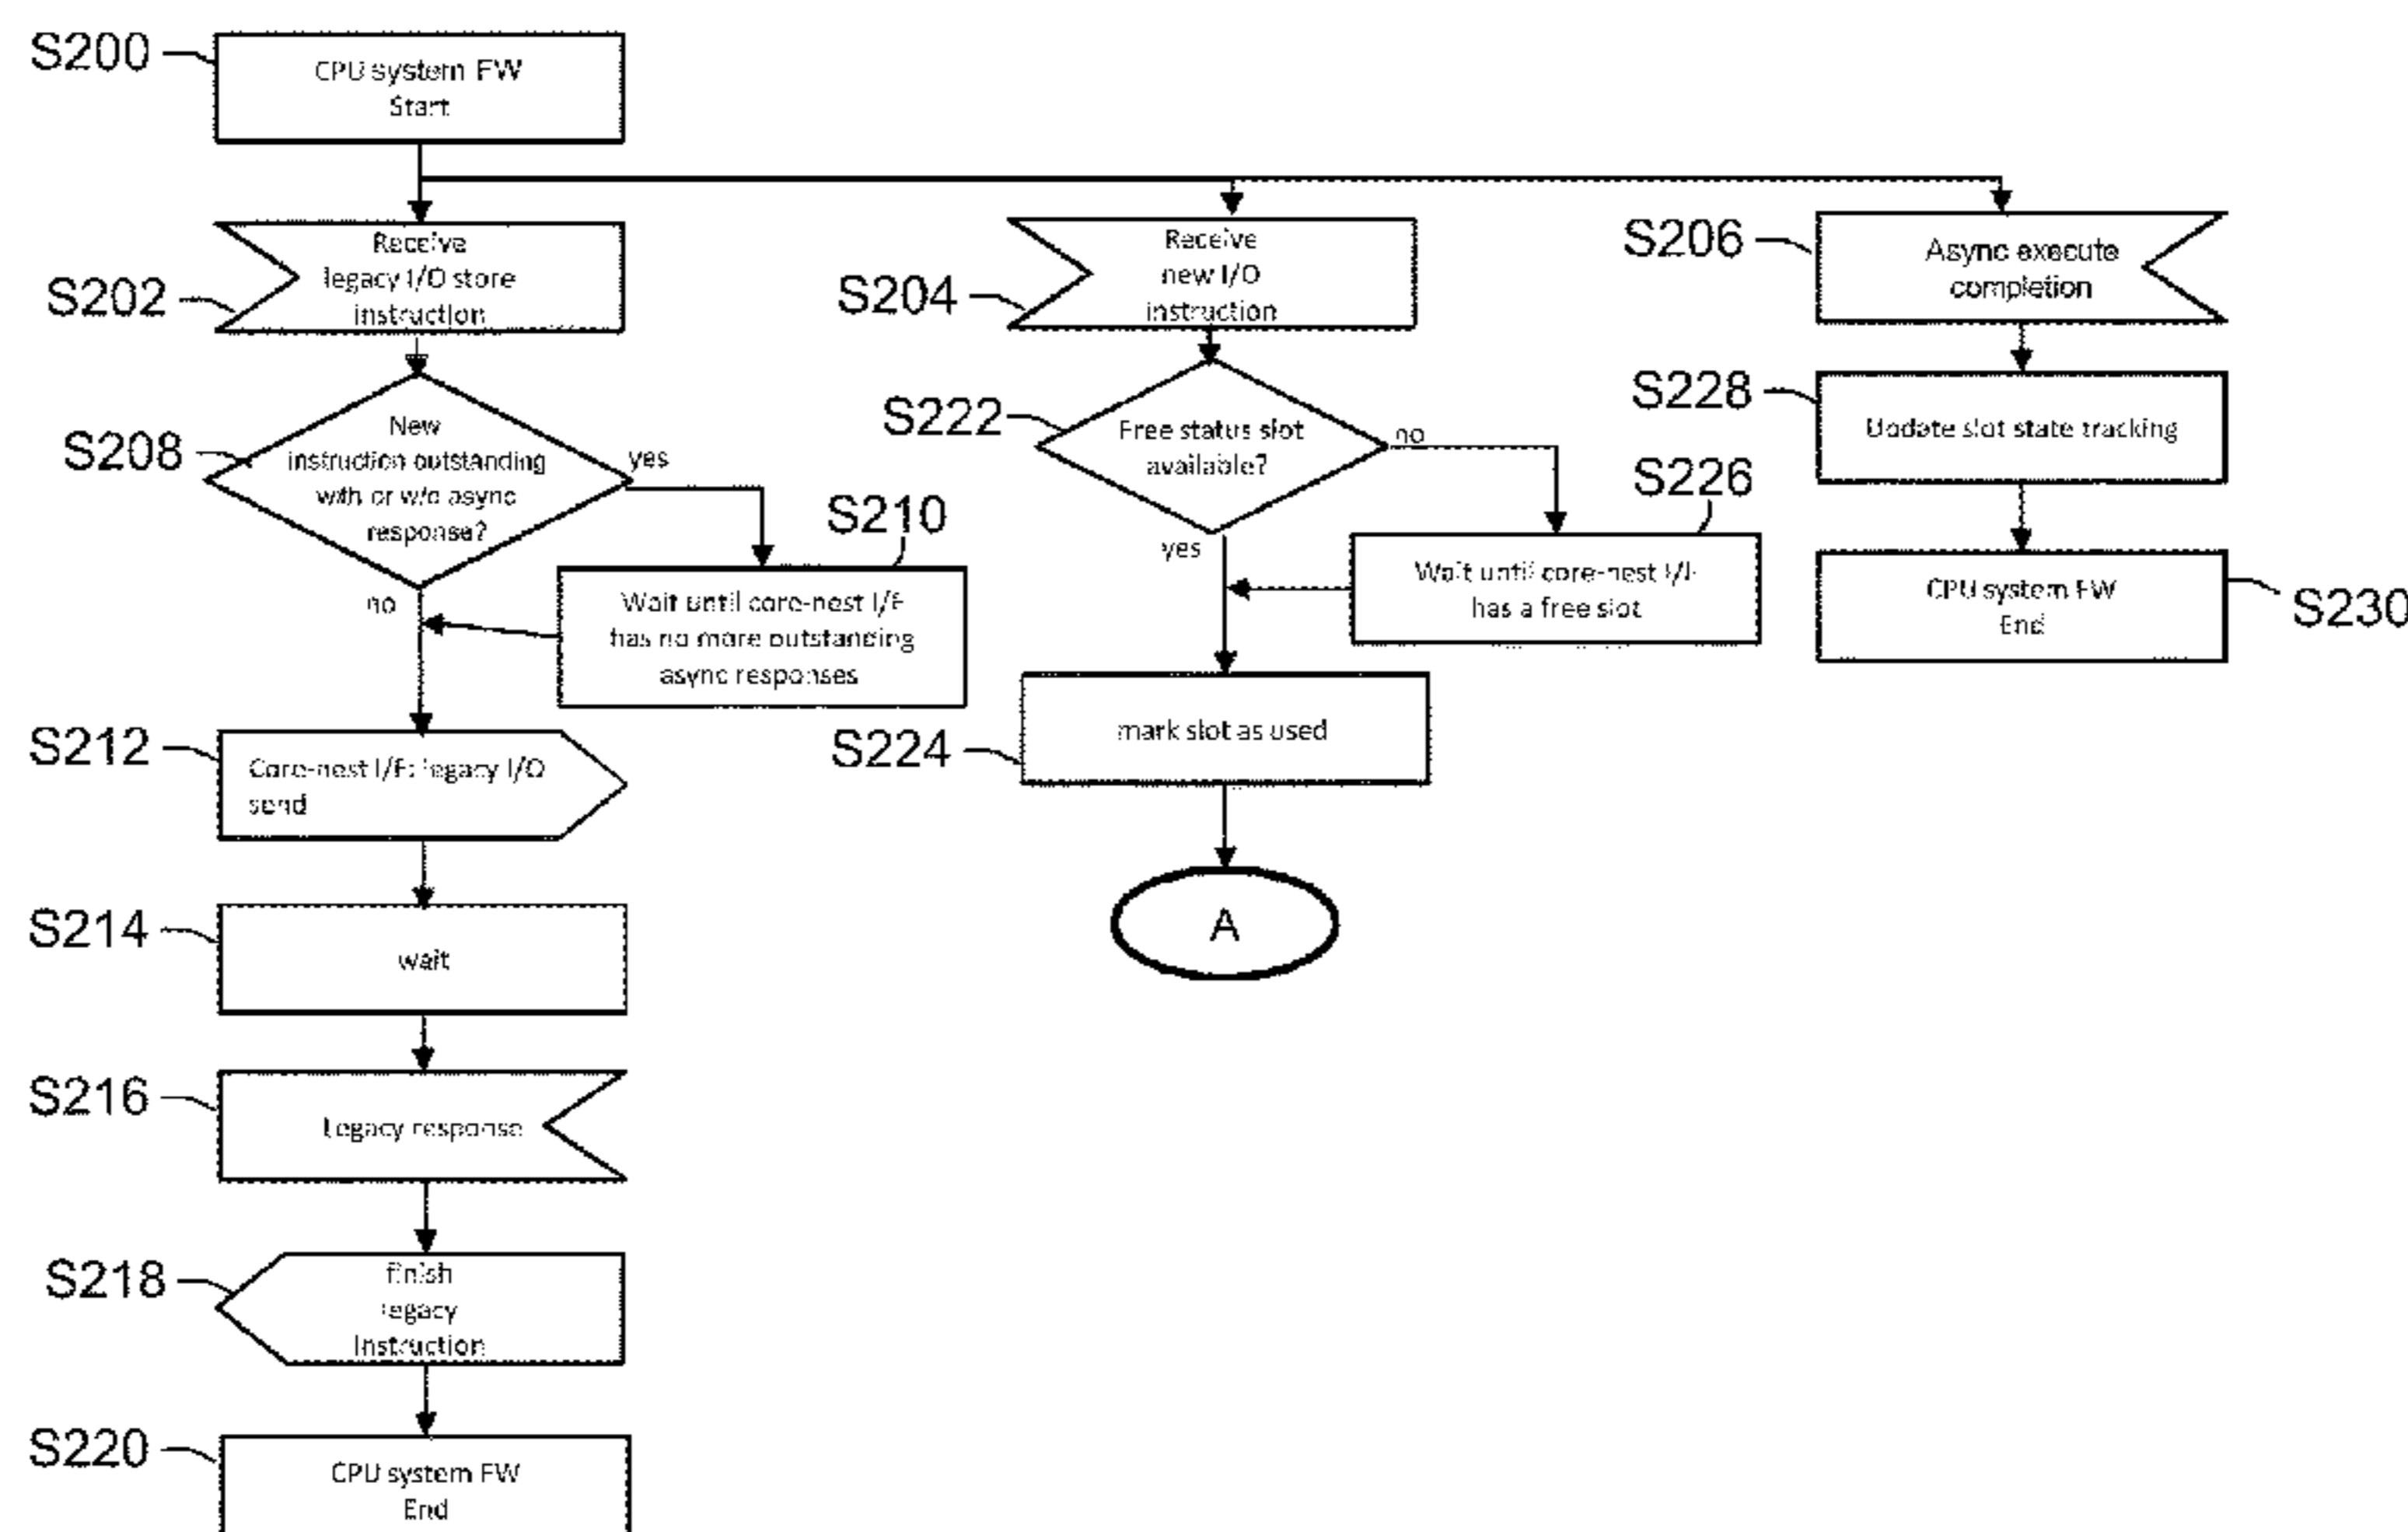 S200
CPU system FW
Start
S202
Receive
legacy I/O store
instruction
S204
Receive
new I/O
instruction
S206
Async execute
completion
S208
New
instruction outstanding
with or w/o async
response?
yes
no
S210
Wait until core-nest I/F
has no more outstanding
async responses
S212
Core-nest I/F: legacy I/O
send
S214
wait
S216
Legacy response
S218
finish
legacy
Instruction
S220
CPU system FW
End
S222
Free status slot
available?
no
yes
S226
Wait until core-nest I/F
has a free slot
S224
mark slot as used
A
S228
Update slot state tracking
S230
CPU system FW
End